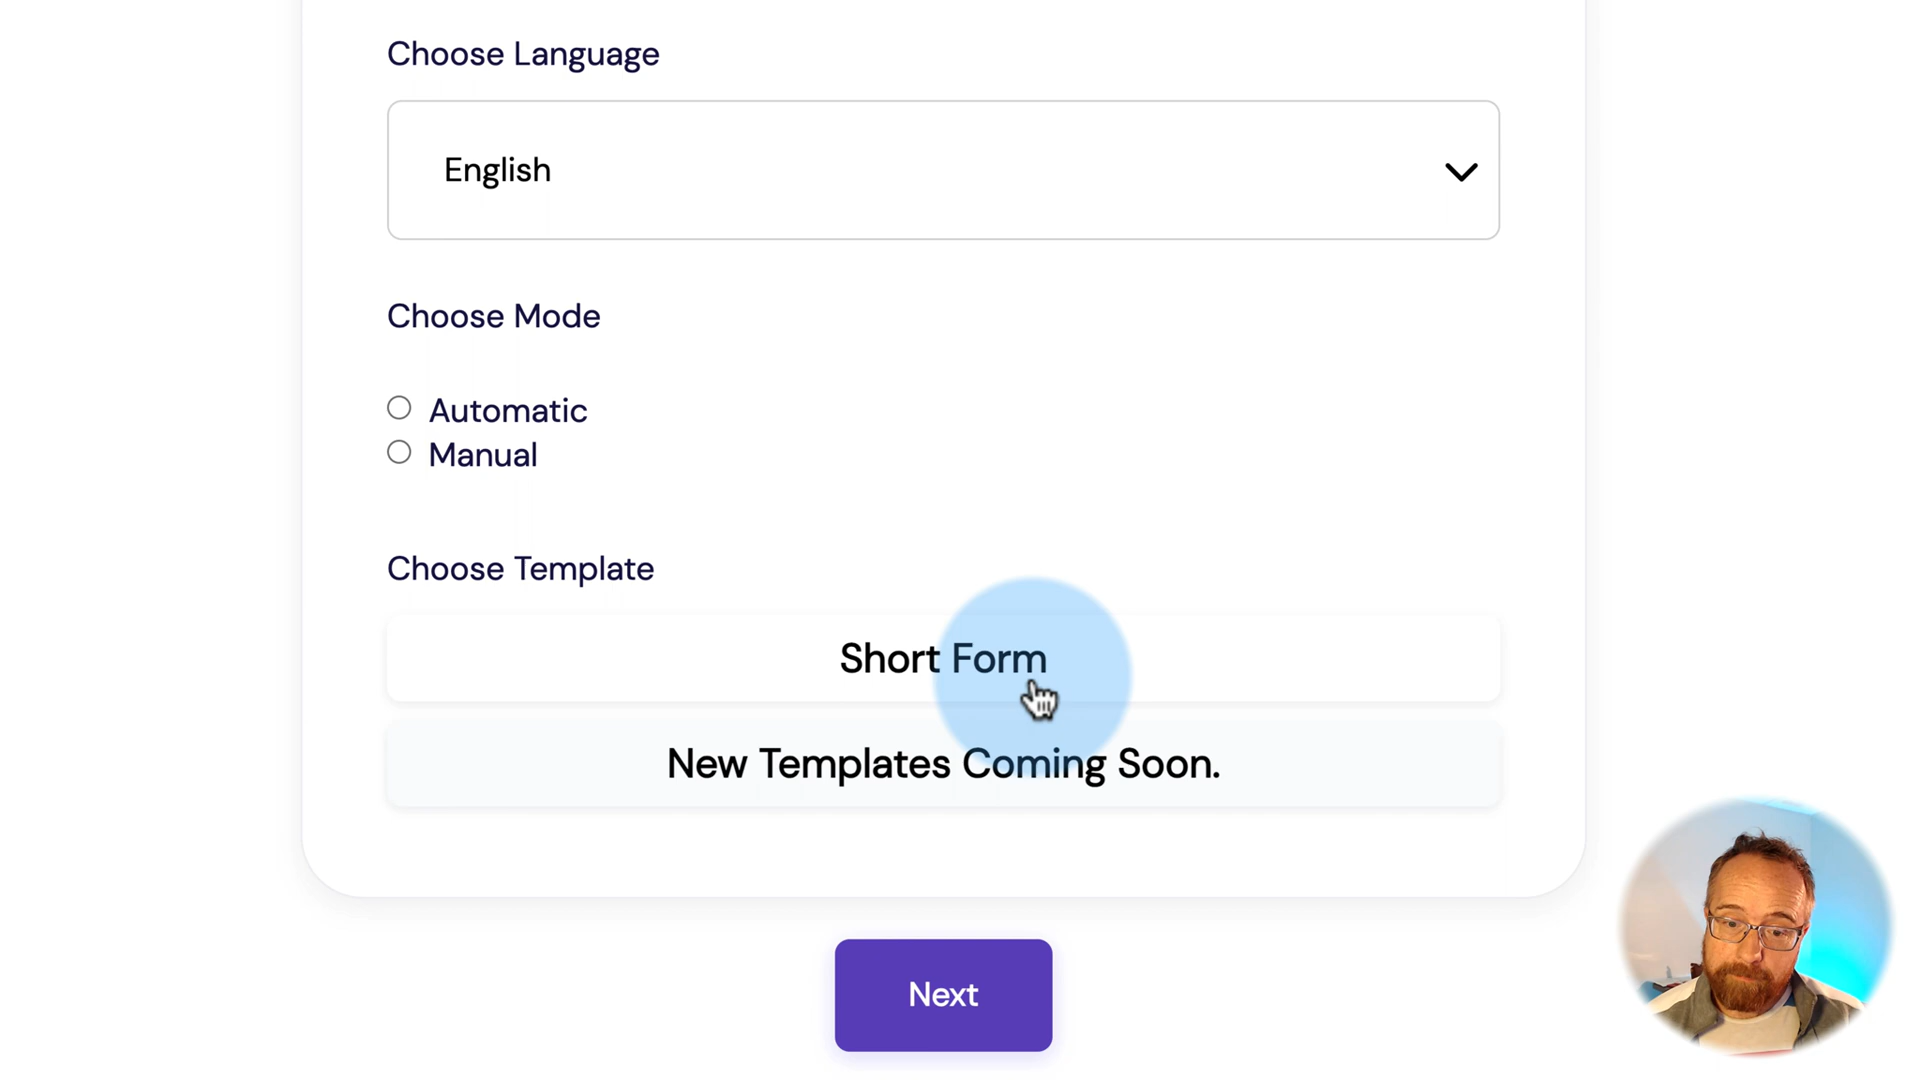 Choose Language
English
Choose Mode
Automatic
Manual
Choose Template
Short Form
New Templates Coming Soon.
Next